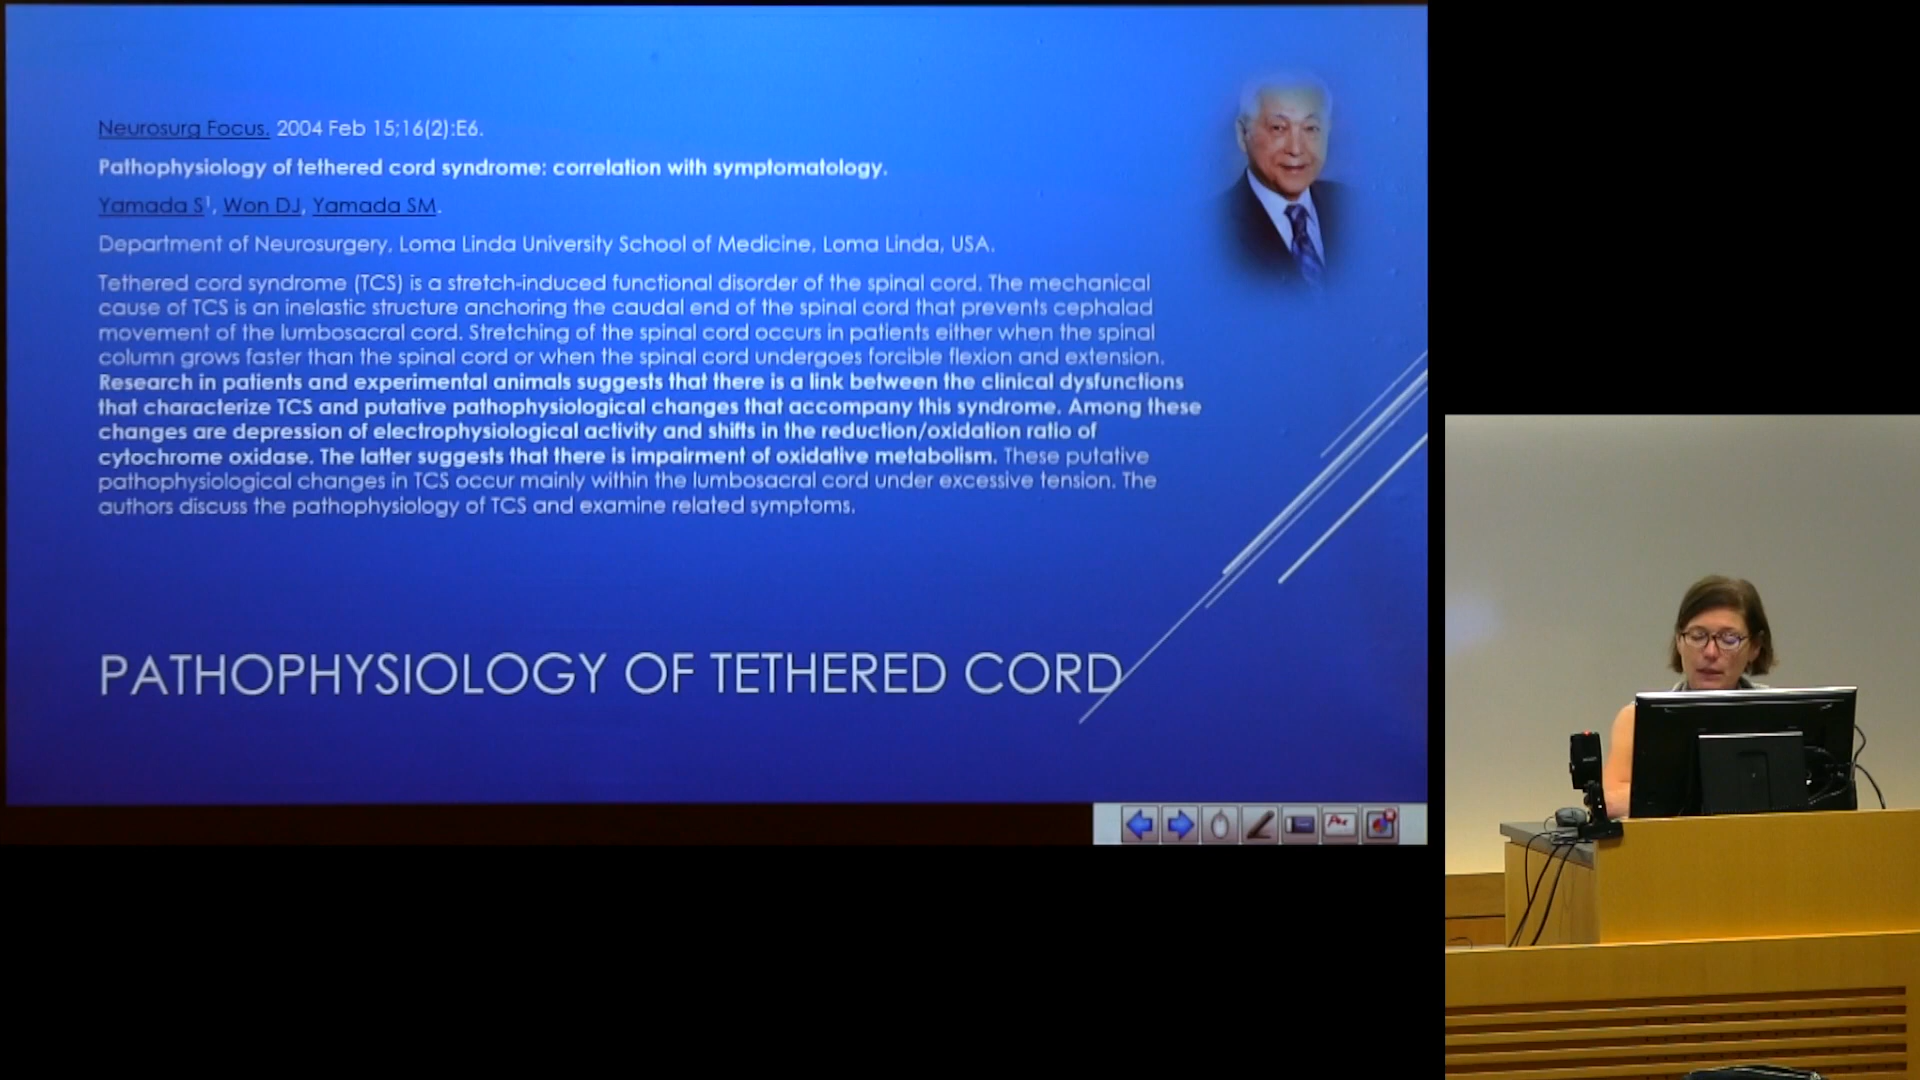 Neurosurg Focus. 2004 Feb 15;16(2):E6.
Pathophysiology of tethered cord syndrome: correlation with symptomatology.
Yamada S1, Won DJ, Yamada SM.
Department of Neurosurgery, Loma Linda University School of Medicine, Loma Linda, USA.
Tethered cord syndrome (TCS) is a stretch-induced functional disorder of the spinal cord. The mechanical
cause of TCS is an inelastic structure anchoring the caudal end of the spinal cord that prevents cephalad
movement of the lumbosacral cord. Stretching of the spinal cord occurs in patients either when the spinal
column grows faster than the spinal cord or when the spinal cord undergoes forcible flexion and extension.
Research in patients and experimental animals suggests that there is a link between the clinical dysfunctions
that characterize TCS and putative pathophysiological changes that accompany this syndrome. Among these
changes are depression of electrophysiological activity and shifts in the reduction/oxidation ratio of
cytochrome oxidase. The latter suggests that there is impairment of oxidative metabolism. These putative
pathophysiological changes in TCS occur mainly within the lumbosacral cord under excessive tension. The
authors discuss the pathophysiology of TCS and examine related symptoms.
PATHOPHYSIOLOGY OF TETHERED CORD